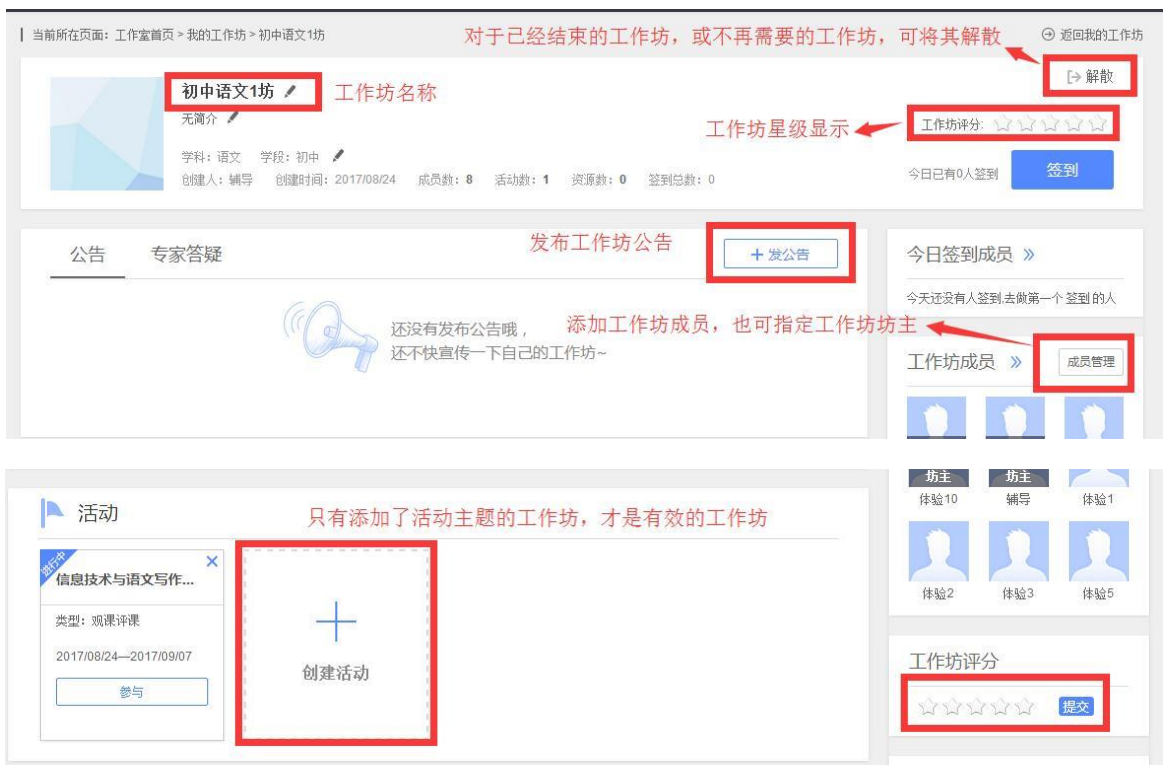 当前所在页面：工作室首页 > 我的工作坊 > 初中语文1坊
对于已经结束的工作坊，或不再需要的工作坊，可将其解散
返回我的工作坊
解散
初中语文1坊
工作坊名称
无简介
工作坊星级显示
工作坊评分:
学科：语文 学段：初中
创建人：辅导 创建时间：2017/08/24 成员数：8 活动数：1 资源数：0 签到总数：0
今日已有0人签到
签到
公告 专家答疑
发布工作坊公告
+ 发公告
今日签到成员 »
今天还没有人签到,去做第一个 签到 的人
还没有发布公告哦，
还不快宣传一下自己的工作坊~
添加工作坊成员，也可指定工作坊坊主
工作坊成员 »
成员管理
坊主 坊主
体验10 辅导 体验1
活动
只有添加了活动主题的工作坊，才是有效的工作坊
进行中
信息技术与语文写作...
类型：观课评课
2017/08/24—2017/09/07
参与
创建活动
体验2 体验3 体验5
工作坊评分
提交